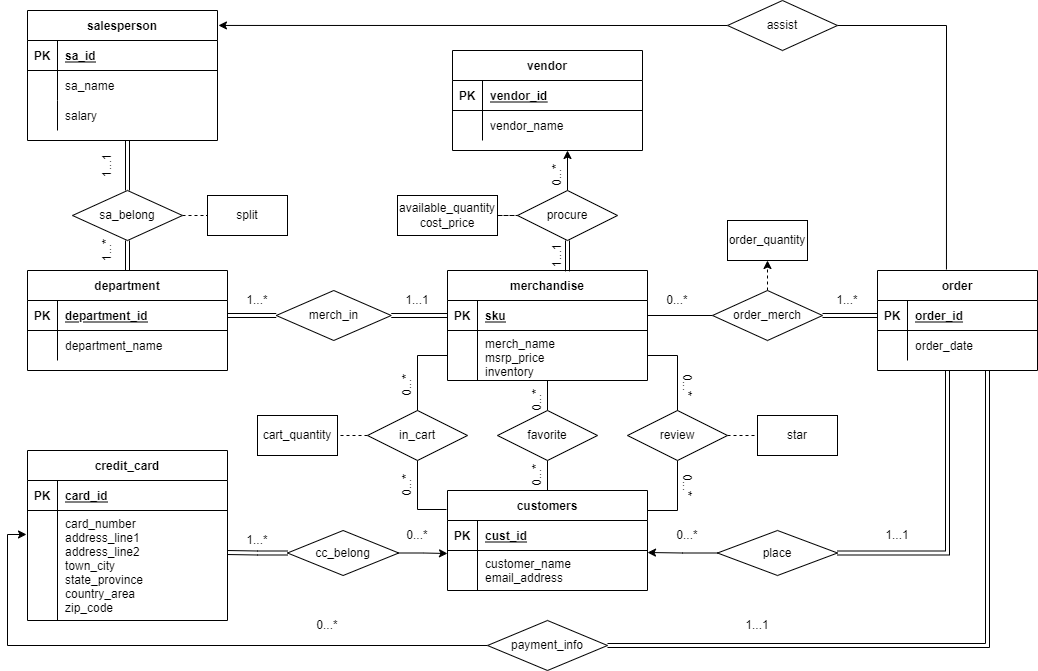 salesperson
PK sa_id
sa_name
salary
assist
vendor
PK vendor_id
vendor_name
1...1
0...*
sa_belong
split
available_quantity
cost_price
procure
order_quantity
1...*
1...1
department
PK department_id
department_name
1...*
merch_in
1...1
merchandise
PK sku
merch_name
msrp_price
inventory
0...*
order_merch
1...*
order
PK order_id
order_date
0...*
0...*
0...*
cart_quantity
in_cart
favorite
review
star
0...*
0...*
0...*
credit_card
PK card_id
card_number
address_line1
address_line2
town_city
state_province
country_area
zip_code
1...*
cc_belong
0...*
customers
PK cust_id
customer_name
email_address
0...*
place
1...1
0...*
payment_info
1...1